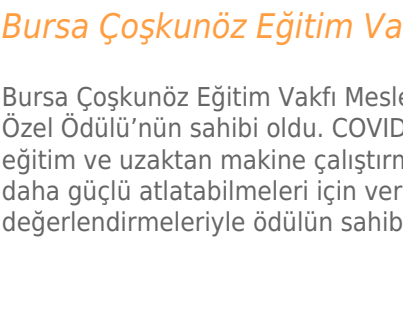 Bursa Çoşkunöz Eğitim Va
Bursa Çoşkunöz Eğitim Vakfı Mesle
Özel Ödülü’nün sahibi oldu. COVID
eğitim ve uzaktan makine çalıştırm
daha güçlü atlatabilmeleri için ver
değerlendirmeleriyle ödülün sahib